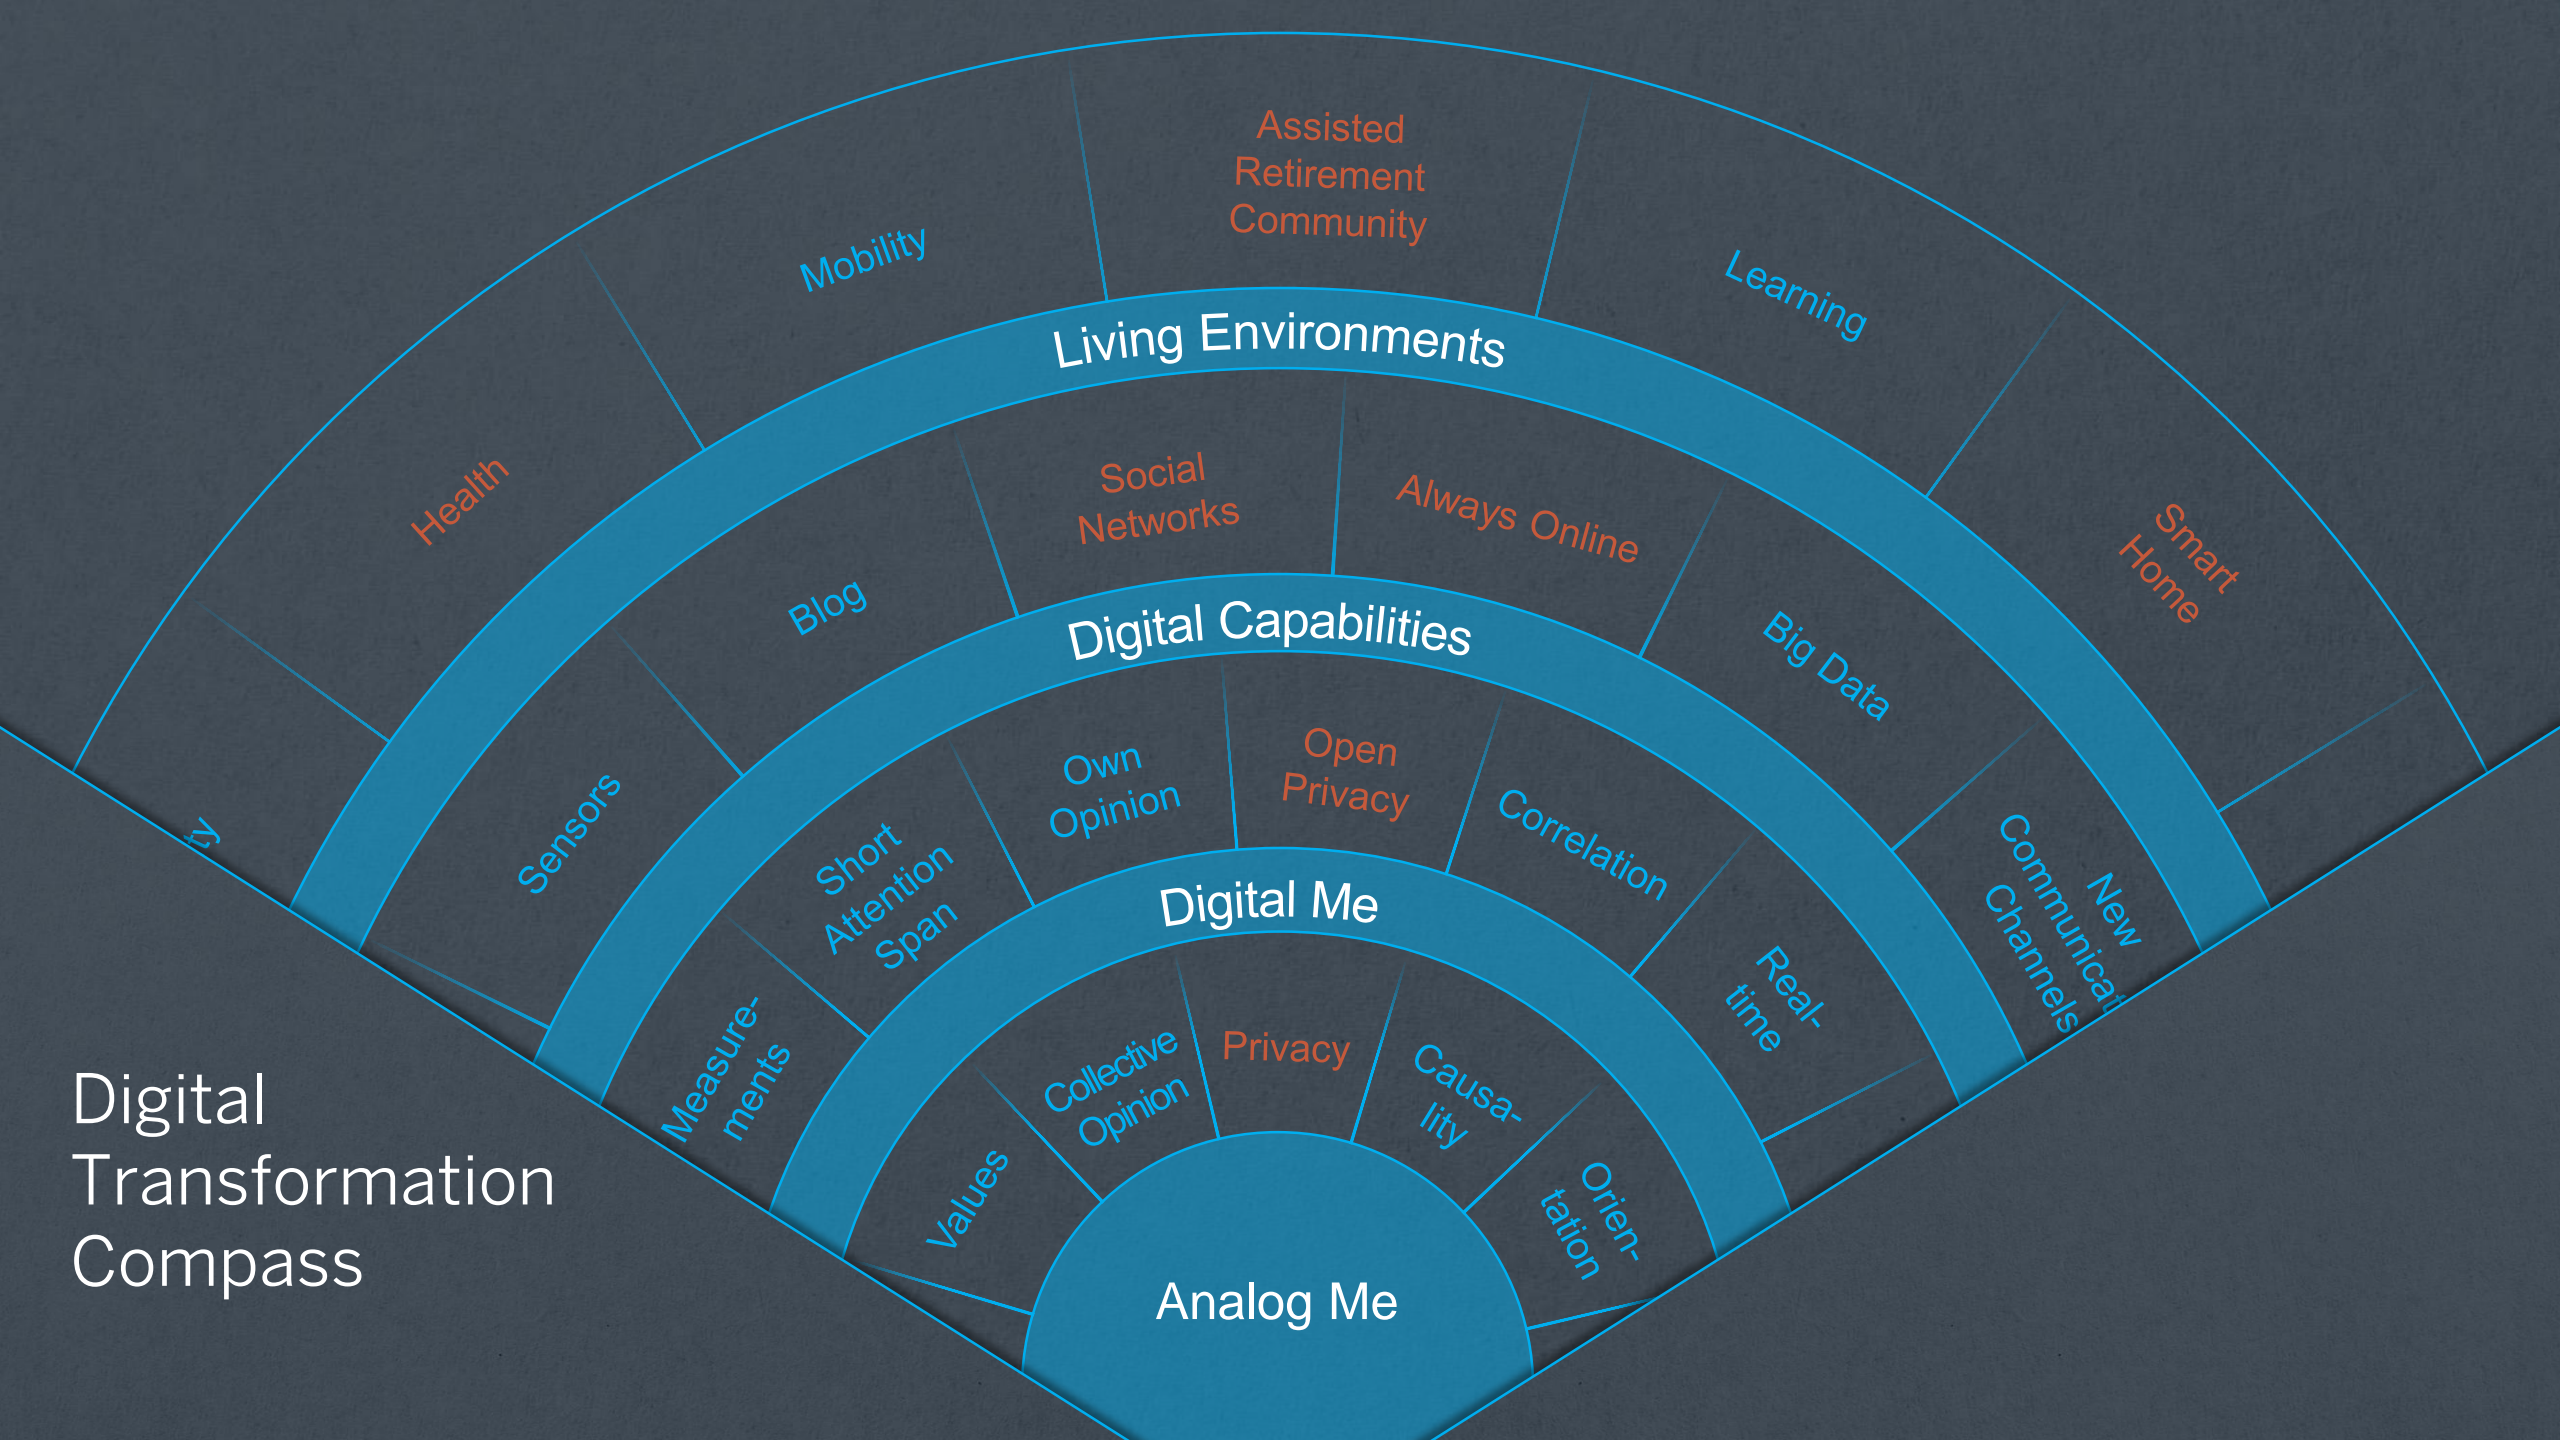 Assisted
Retirement
Community
Mobility
Learning
Health
Smart
Home
ty
Living Environments
Social
Networks
Always Online
Blog
Big Data
Sensors
New
Communicat
Channels
Digital Capabilities
Own
Opinion
Open
Privacy
Short
Attention
Span
Correlation
Measure-
ments
Real-
time
Digital Me
Collective
Opinion
Privacy
Causa-
lity
Values
Orien-
tation
Analog Me
Digital
Transformation
Compass